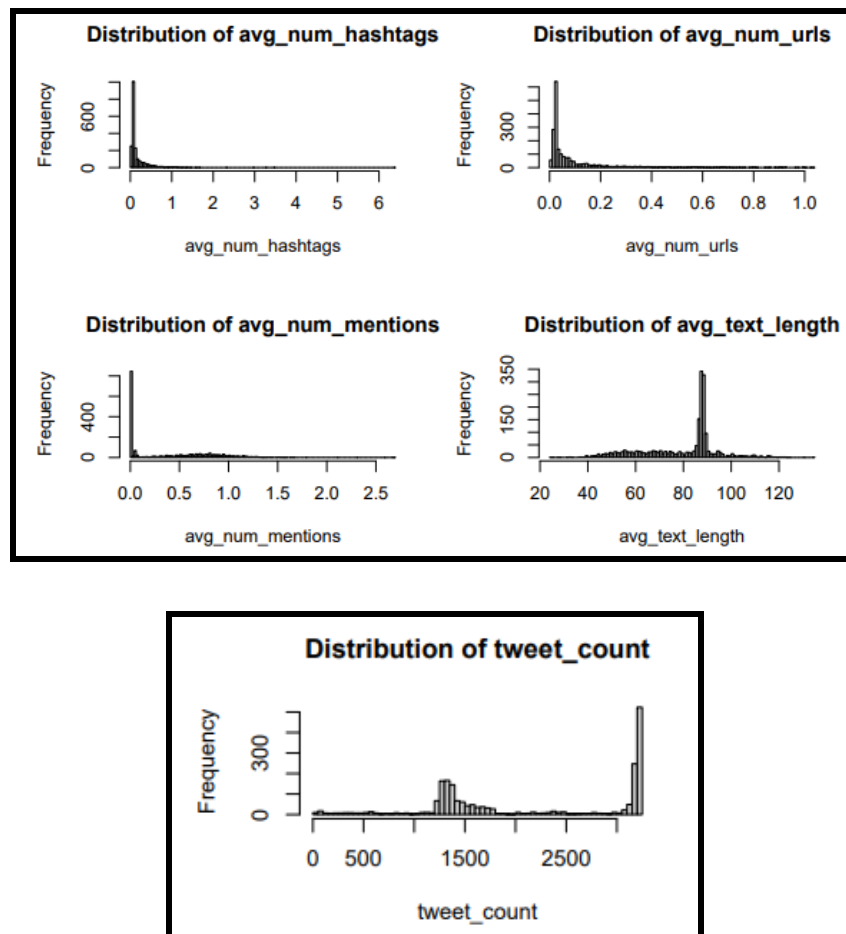 Distribution of avg_num_hashtags
Frequency
0 600
0 1 2 3 4 5 6
avg_num_hashtags
Distribution of avg_num_urls
Frequency
0 300
0.0 0.2 0.4 0.6 0.8 1.0
avg_num_urls
Distribution of avg_num_mentions
Frequency
0 400
0.0 0.5 1.0 1.5 2.0 2.5
avg_num_mentions
Distribution of avg_text_length
Frequency
0 150 350
20 40 60 80 100 120
avg_text_length
Distribution of tweet_count
Frequency
0 300
0 500 1500 2500
tweet_count